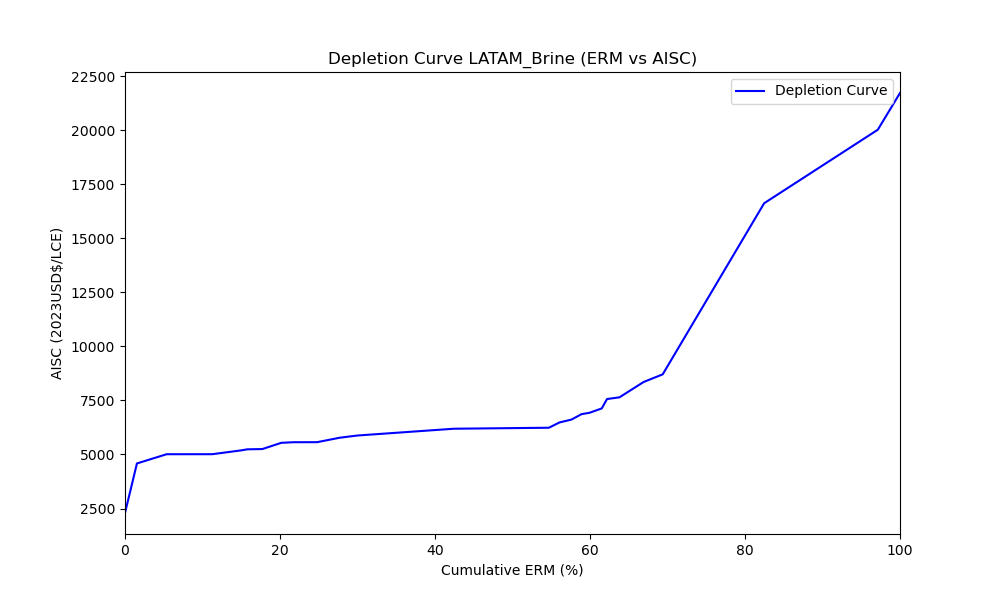 Depletion Curve LATAM_Brine (ERM vs AISC)
Depletion Curve
AISC (2023USD$/LCE)
22500
20000
17500
15000
12500
10000
7500
5000
2500
0 20 40 60 80 100
Cumulative ERM (%)